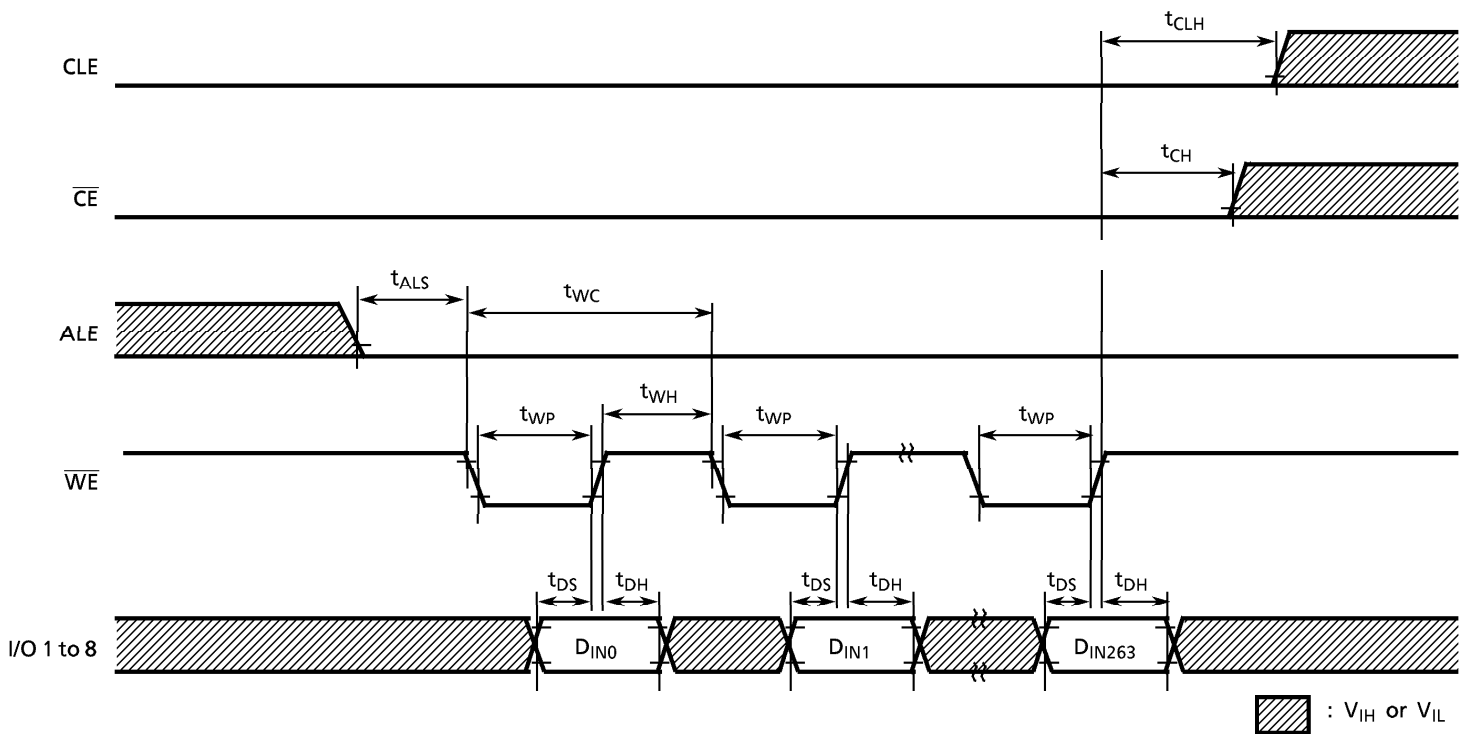 tCLH
CLE
tCH
CE
tALS
tWC
ALE
tWH
tWP
tWP
tWP
WE
tDS
tDH
tDS
tDH
tDS
tDH
I/O 1 to 8
DIN0
DIN1
DIN263
: VIH or VIL